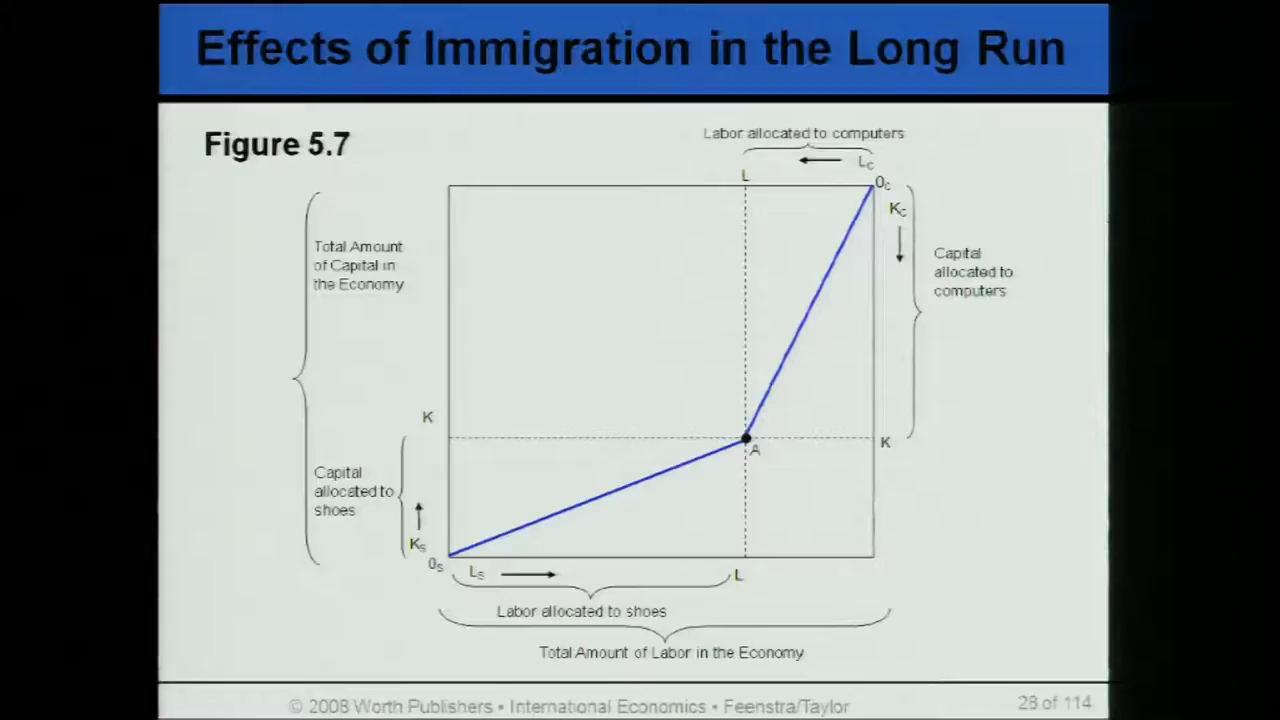 Effects of Immigration in the Long Run
Figure 5.7
Labor allocated to computers
L
LC
0C
KC
Total Amount
of Capital in
the Economy
Capital
allocated to
computers
K
K
A
Capital
allocated to
shoes
KS
0S
LS
L
Labor allocated to shoes
Total Amount of Labor in the Economy
© 2008 Worth Publishers • International Economics • Feenstra/Taylor
28 of 114